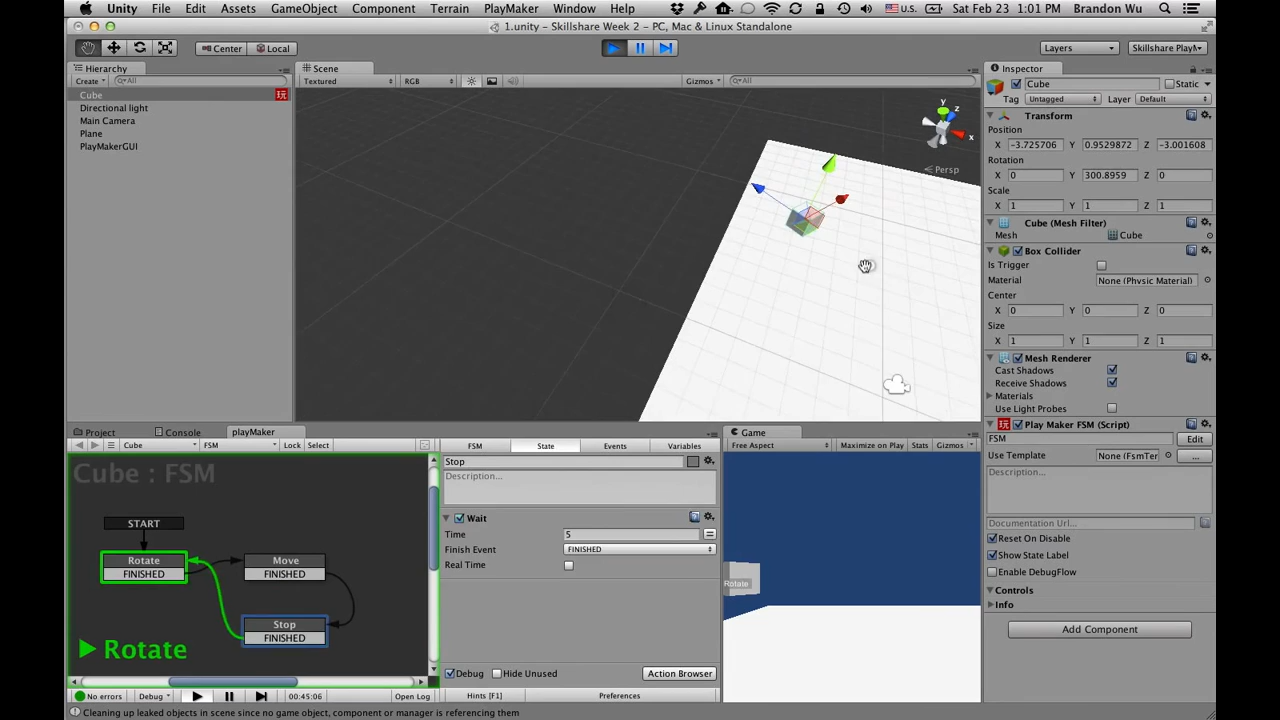 Unity File Edit Assets GameObject Component Terrain PlayMaker Window Help U.S. Sat Feb 23 1:01 PM Brandon Wu
1.unity - Skillshare Week 2 - PC, Mac & Linux Standalone
Center Local Layers Skillshare PlayM
Hierarchy
Create All
Cube 玩
Directional light
Main Camera
Plane
PlayMakerGUI
Scene
Textured RGB Gizmos All
y
z
x
Persp
Inspector
Cube Static
Tag Untagged Layer Default
Transform
Position
X -3.725706 Y 0.9529872 Z -3.001608
Rotation
X 0 Y 300.8959 Z 0
Scale
X 1 Y 1 Z 1
Cube (Mesh Filter)
Mesh Cube
Box Collider
Is Trigger
Material None (Physic Material)
Center
X 0 Y 0 Z 0
Size
X 1 Y 1 Z 1
Mesh Renderer
Cast Shadows
Receive Shadows
Materials
Use Light Probes
玩 Play Maker FSM (Script)
FSM Edit
Use Template None (FsmTer ...
Description...
Documentation Url...
Reset On Disable
Show State Label
Enable DebugFlow
Controls
Info
Add Component
Project Console playMaker
Cube FSM Lock Select
Cube : FSM
START
Rotate
FINISHED
Move
FINISHED
Stop
FINISHED
Rotate
No errors Debug 00:45:06 Open Log
FSM State Events Variables
Stop
Description...
Wait
Time 5
Finish Event FINISHED
Real Time
Debug Hide Unused Action Browser
Hints [F1] Preferences
Game
Free Aspect Maximize on Play Stats Gizmos
Rotate
Cleaning up leaked objects in scene since no game object, component or manager is referencing them